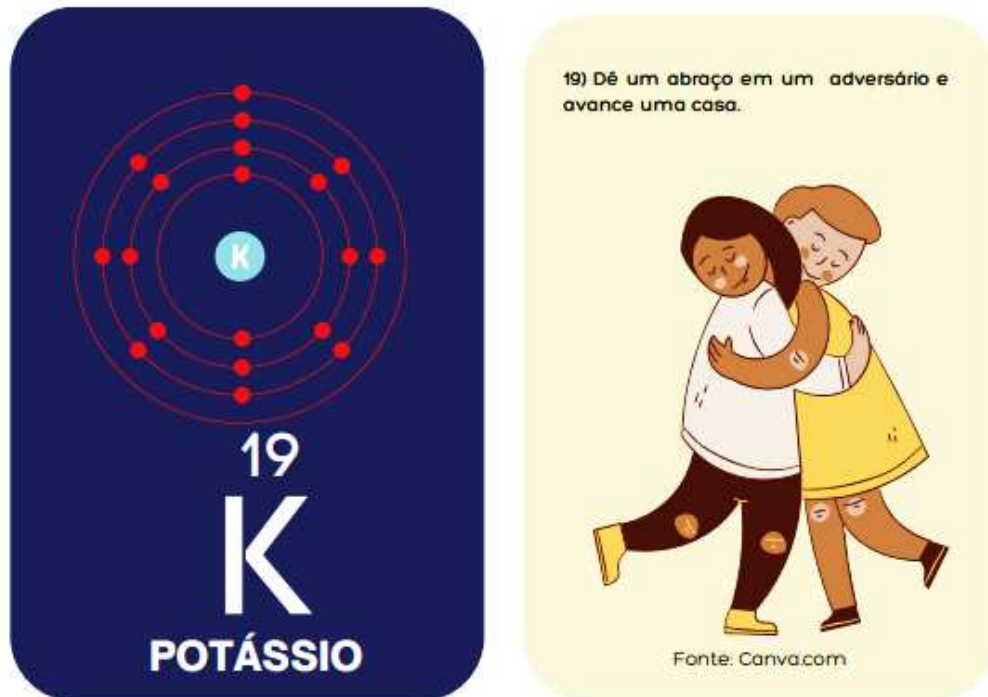 K
19
K
POTÁSSIO
19) Dê um abraço em um adversário e
avance uma casa.
Fonte: Canva.com